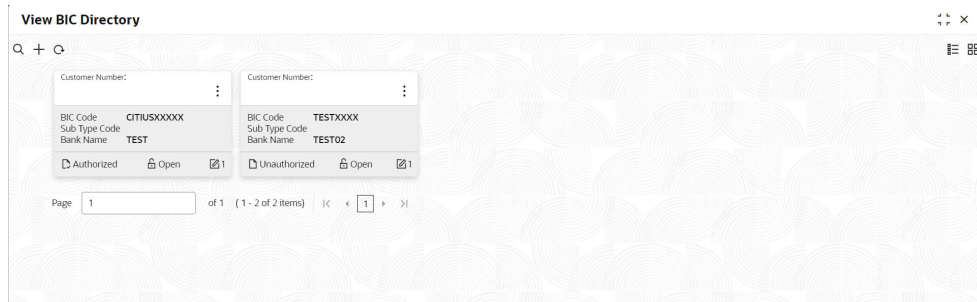 View BIC Directory
Customer Number:
BIC Code CITIUSXXXXX
Sub Type Code
Bank Name TEST
Authorized Open 1
Customer Number:
BIC Code TESTXXXX
Sub Type Code
Bank Name TEST02
Unauthorized Open 1
Page 1 of 1 (1 - 2 of 2 items) 1